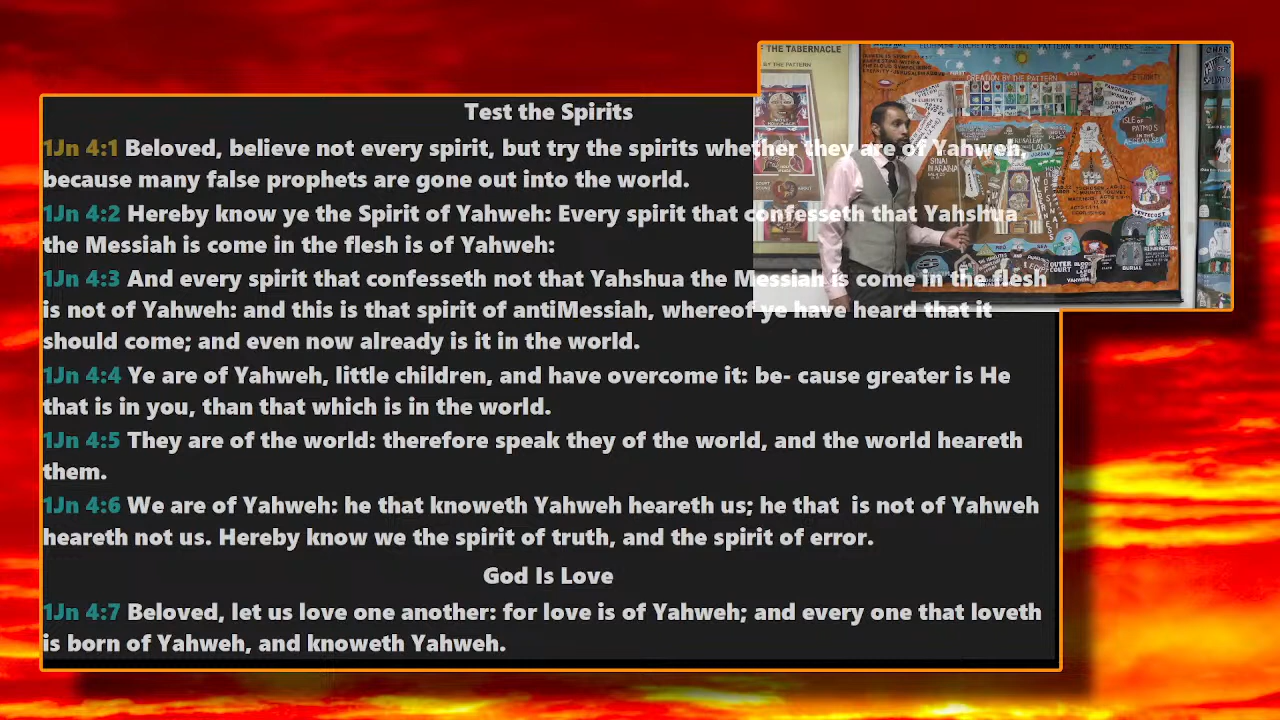 Test the Spirits
1Jn 4:1 Beloved, believe not every spirit, but try the spirits whether they are of Yahweh,
because many false prophets are gone out into the world.
1Jn 4:2 Hereby know ye the Spirit of Yahweh: Every spirit that confesseth that Yahshua
the Messiah is come in the flesh is of Yahweh:
1Jn 4:3 And every spirit that confesseth not that Yahshua the Messiah is come in the flesh
is not of Yahweh: and this is that spirit of antiMessiah, whereof ye have heard that it
should come; and even now already is it in the world.
1Jn 4:4 Ye are of Yahweh, little children, and have overcome it: be- cause greater is He
that is in you, than that which is in the world.
1Jn 4:5 They are of the world: therefore speak they of the world, and the world heareth
them.
1Jn 4:6 We are of Yahweh: he that knoweth Yahweh heareth us; he that is not of Yahweh
heareth not us. Hereby know we the spirit of truth, and the spirit of error.
God Is Love
1Jn 4:7 Beloved, let us love one another: for love is of Yahweh; and every one that loveth
is born of Yahweh, and knoweth Yahweh.
THE TABERNACLE
BY THE PATTERN
PATTERN OF THE UNIVERSE
CREATION BY THE PATTERN
ETERNITY
ISLE OF
PATMOS
IN THE
AEGEAN SEA
PENTECOST
OUTER
COURT
BURIAL